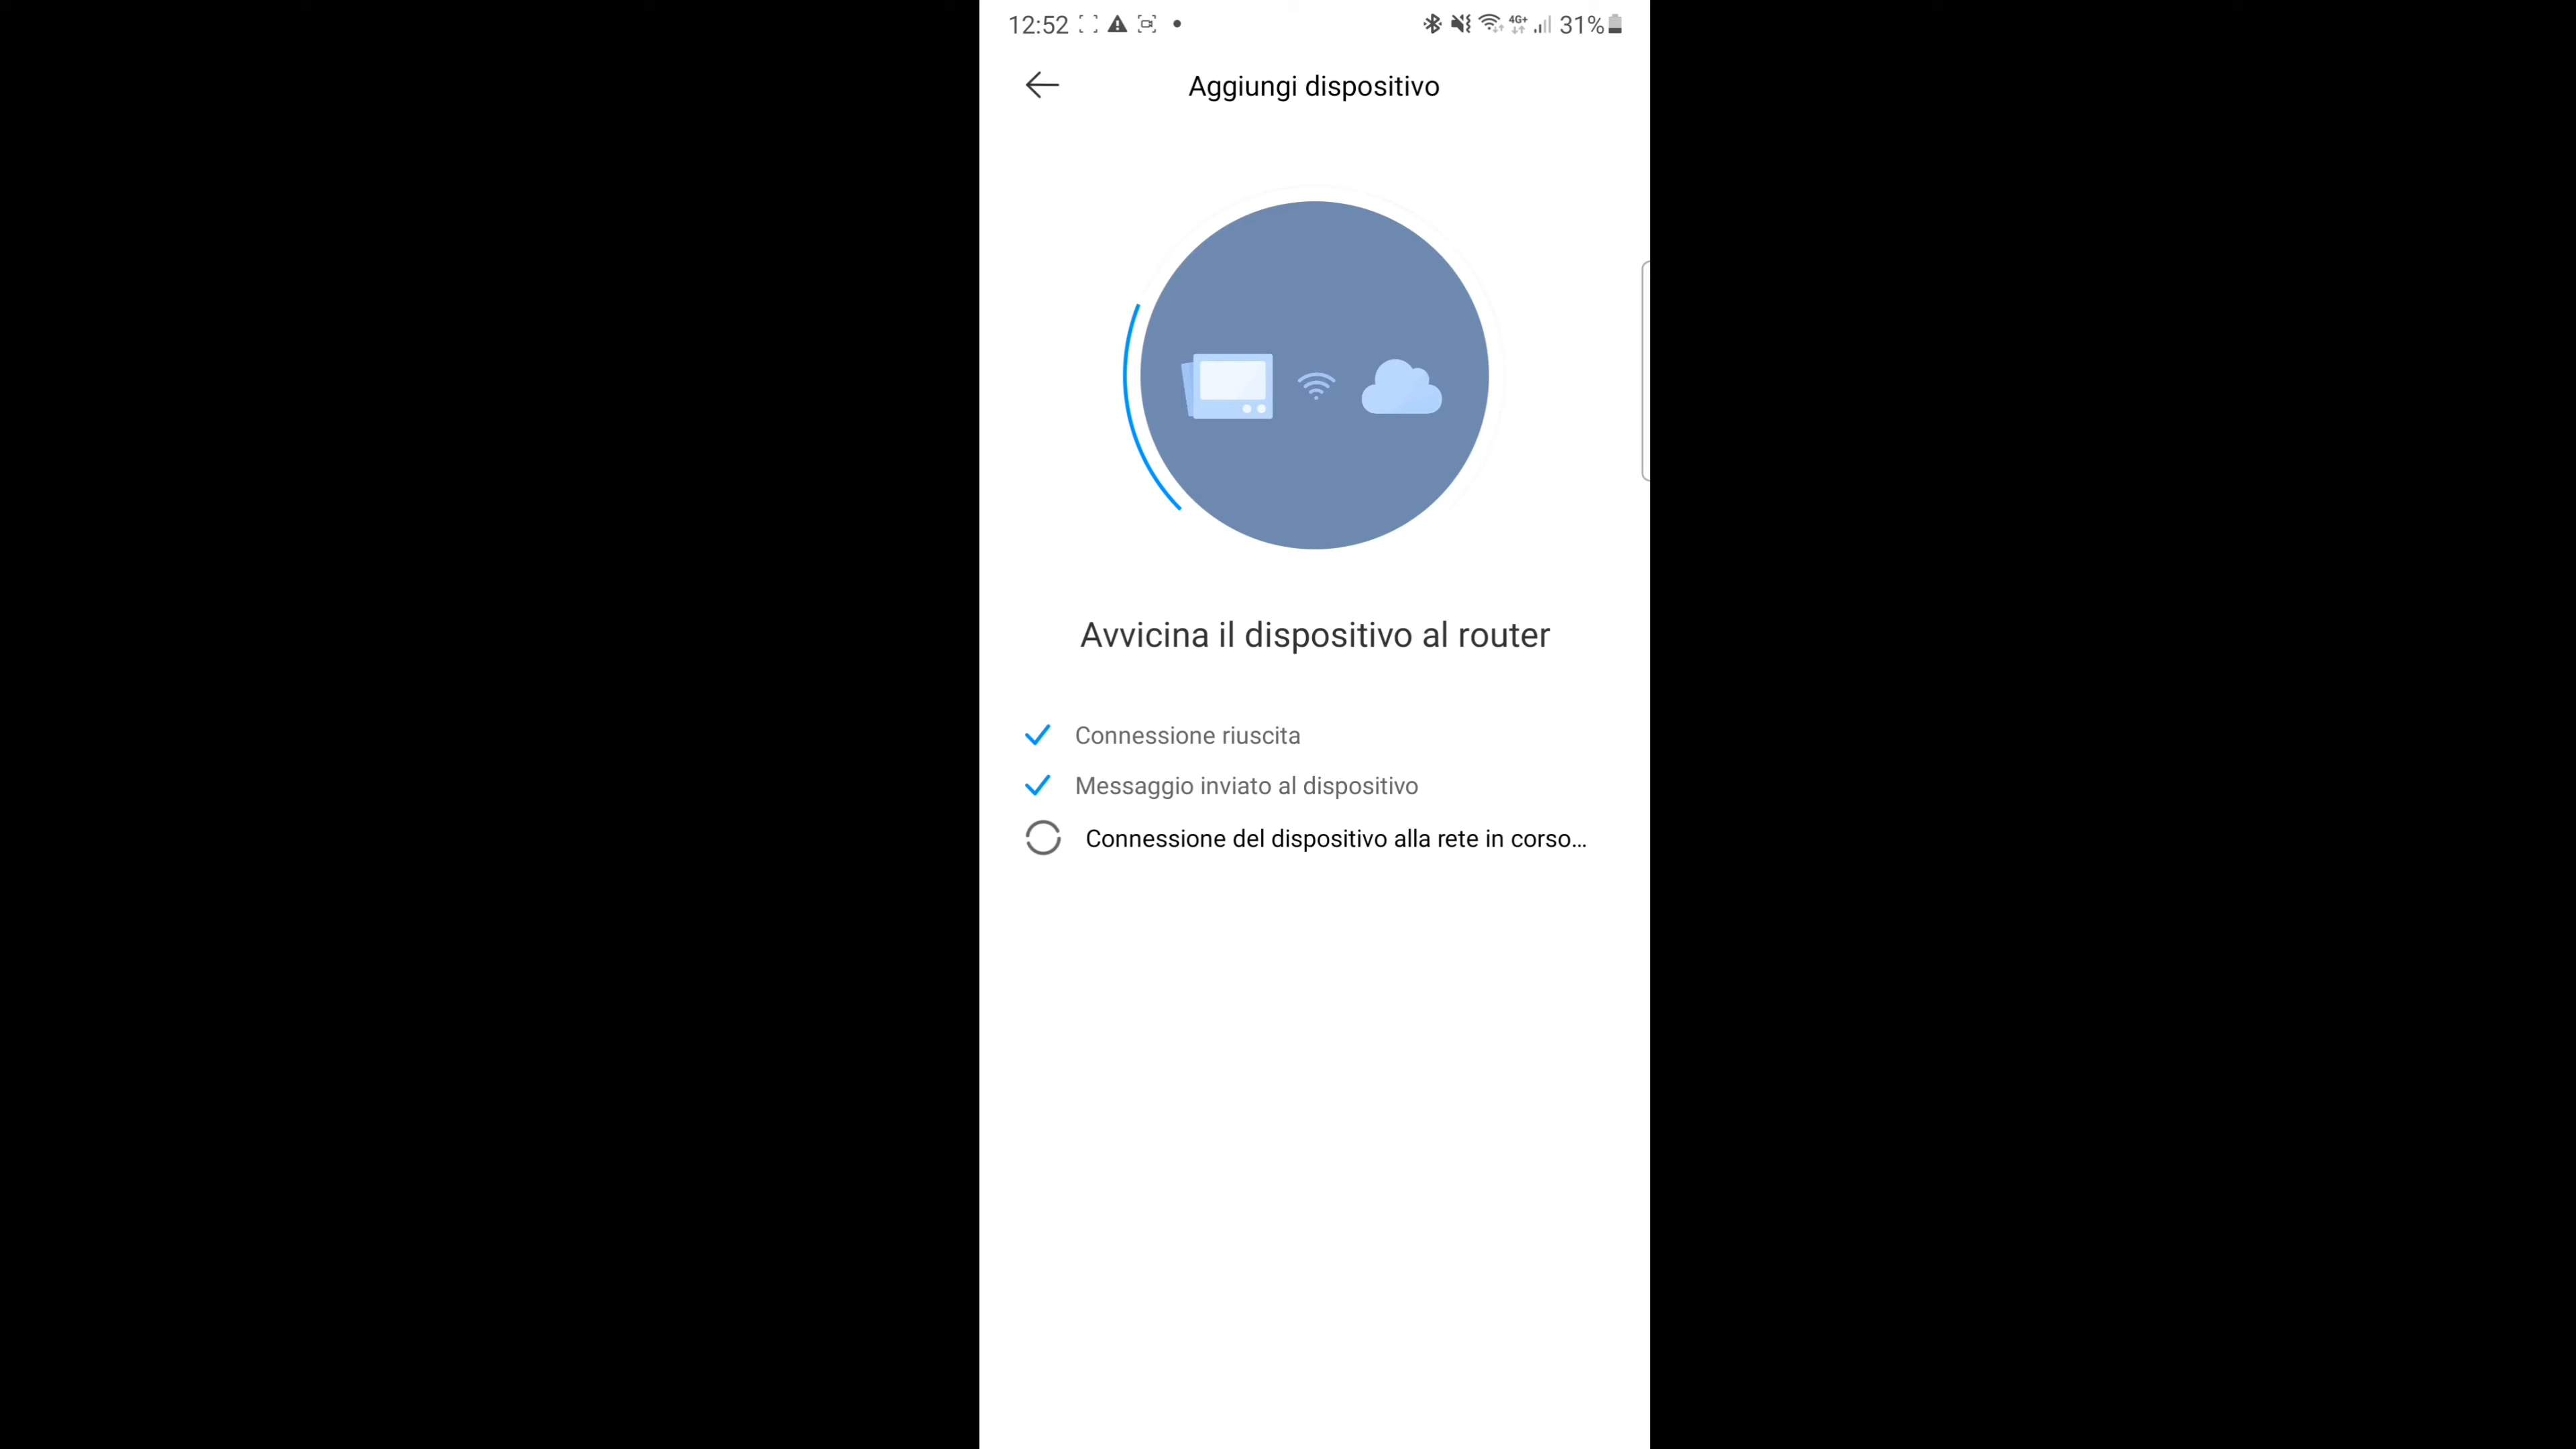 12:52 4G+ 31%
Aggiungi dispositivo
Avvicina il dispositivo al router
Connessione riuscita
Messaggio inviato al dispositivo
Connessione del dispositivo alla rete in corso...